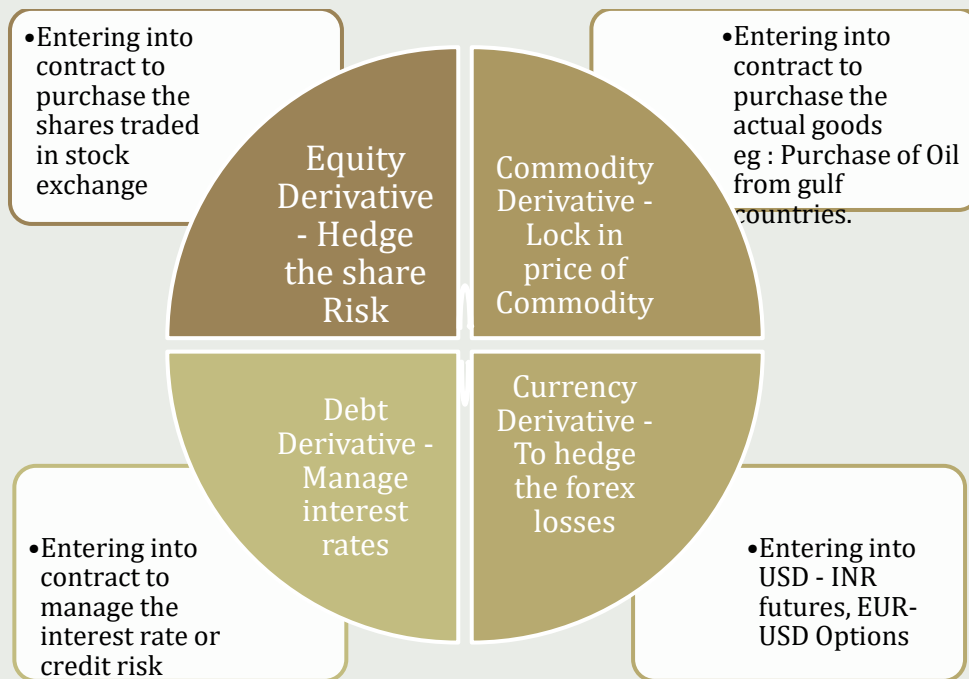 •Entering into
contract to
purchase the
shares traded
in stock
exchange
Equity
Derivative
- Hedge
the share
Risk
•Entering into
contract to
purchase the
actual goods
eg : Purchase of Oil
from gulf
countries.
Commodity
Derivative -
Lock in
price of
Commodity
Debt
Derivative -
Manage
interest
rates
•Entering into
contract to
manage the
interest rate or
credit risk
Currency
Derivative -
To hedge
the forex
losses
•Entering into
USD - INR
futures, EUR-
USD Options